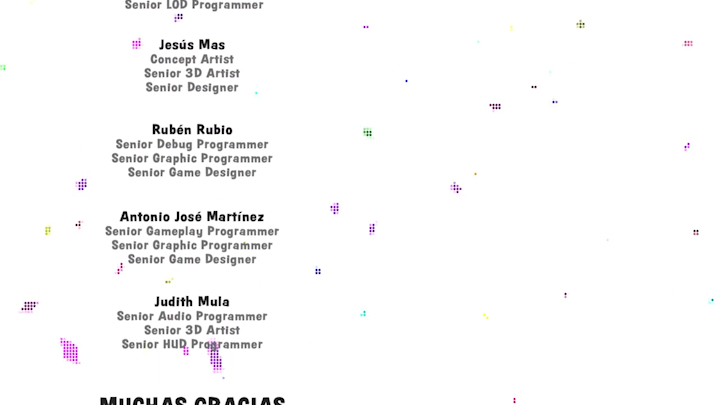 Senior LOD Programmer
Jesús Mas
Concept Artist
Senior 3D Artist
Senior Designer
Rubén Rubio
Senior Debug Programmer
Senior Graphic Programmer
Senior Game Designer
Antonio José Martínez
Senior Gameplay Programmer
Senior Graphic Programmer
Senior Game Designer
Judith Mula
Senior Audio Programmer
Senior 3D Artist
Senior HUD Programmer
MUCHAS GRACIAS